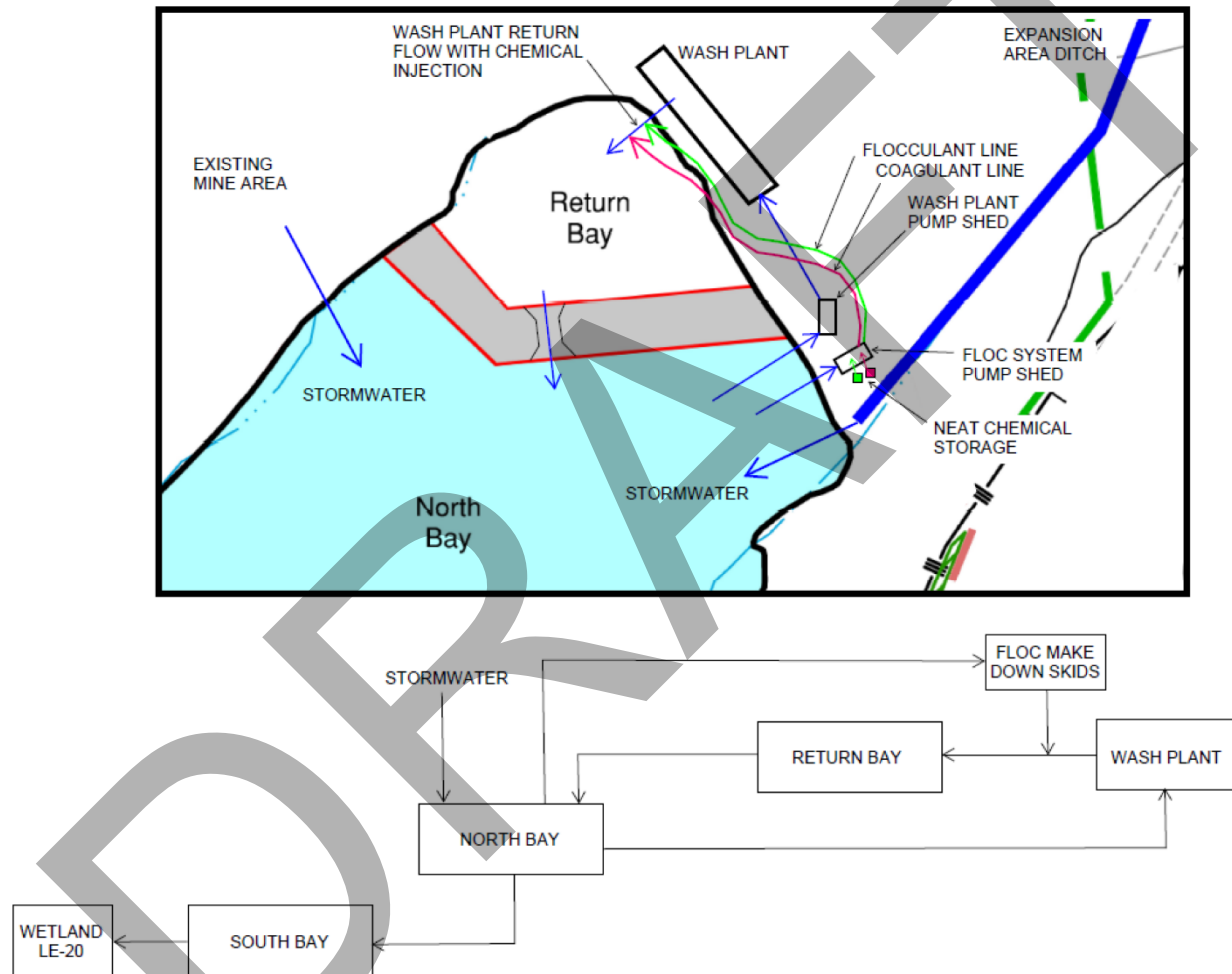 WASH PLANT RETURN
FLOW WITH CHEMICAL
INJECTION
WASH PLANT
EXPANSION
AREA DITCH
EXISTING
MINE AREA
Return
Bay
FLOCCULANT LINE
COAGULANT LINE
WASH PLANT
PUMP SHED
FLOC SYSTEM
PUMP SHED
STORMWATER
NEAT CHEMICAL
STORAGE
STORMWATER
North
Bay
STORMWATER
FLOC MAKE
DOWN SKIDS
RETURN BAY
WASH PLANT
NORTH BAY
WETLAND
LE-20
SOUTH BAY
DRAFT